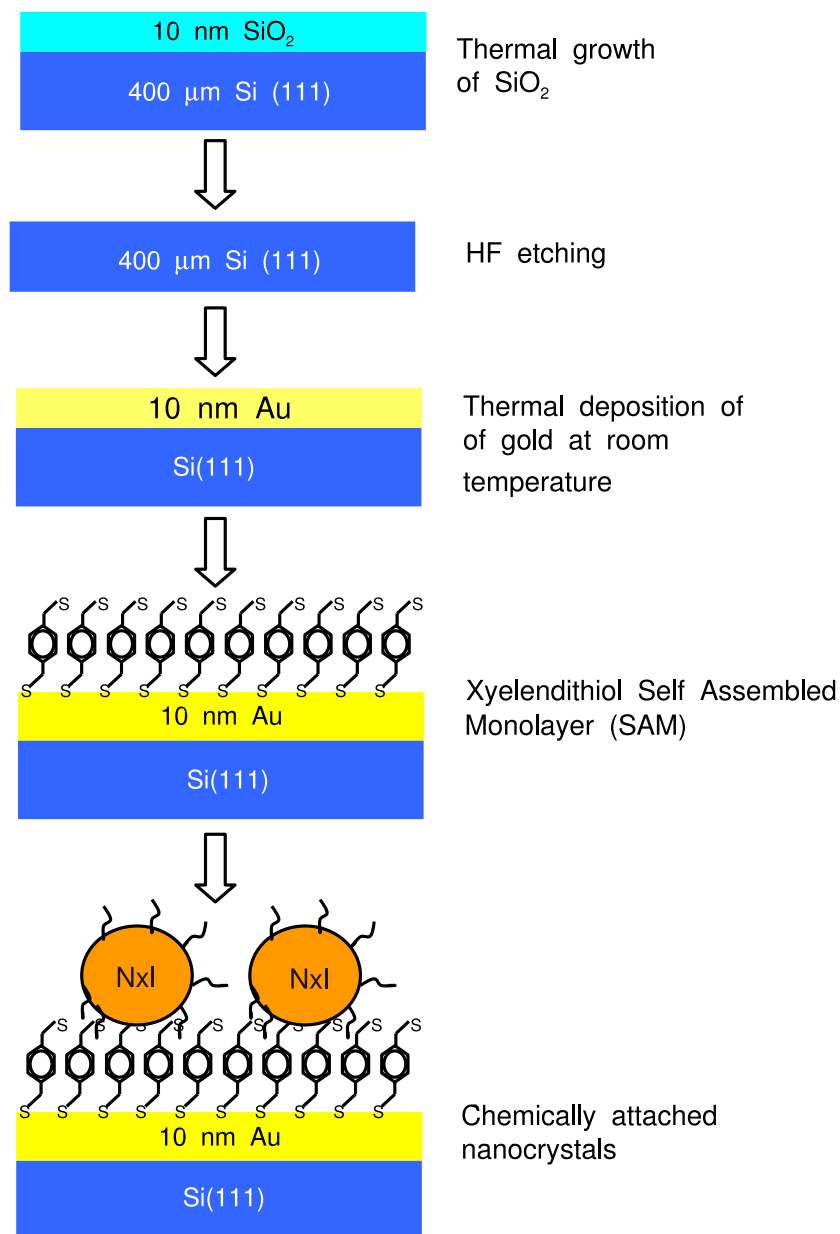 10 nm SiO₂
400 μm Si (111)
Thermal growth
of SiO₂
400 μm Si (111)
HF etching
10 nm Au
Si(111)
Thermal deposition of
of gold at room
temperature
S S S S S S S S S S
S S S S S S S S S S
10 nm Au
Si(111)
Xyelendithiol Self Assembled
Monolayer (SAM)
NxI NxI
S S S S S S S S S S
S S S S S S S S S S
10 nm Au
Si(111)
Chemically attached
nanocrystals